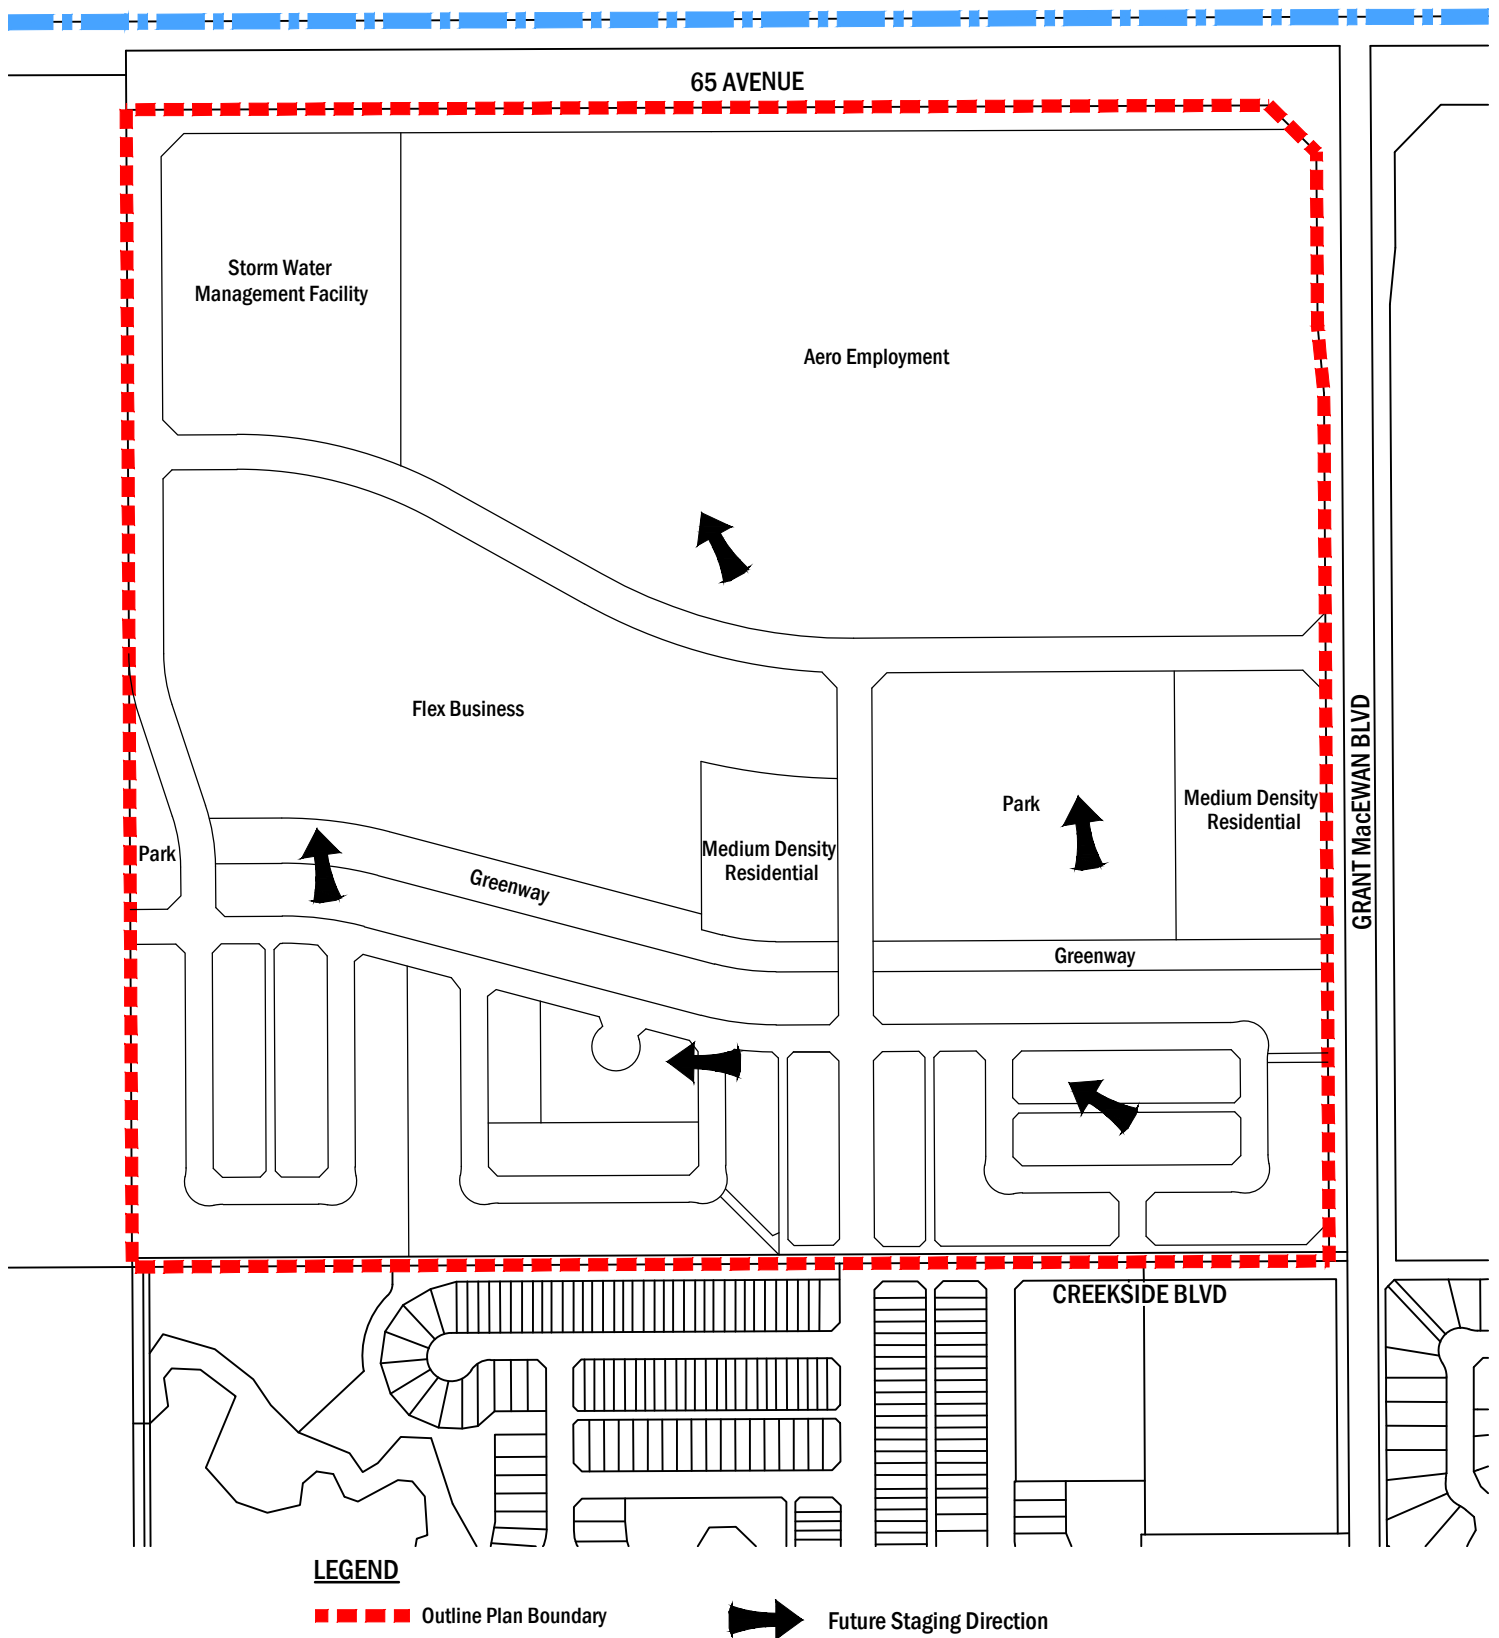 65 AVENUE
Storm Water
Management Facility
Aero Employment
Flex Business
Park
Medium Density
Residential
GRANT MacEWAN BLVD
Park
Medium Density
Residential
Greenway
Greenway
CREEKSIDE BLVD
LEGEND
Outline Plan Boundary
Future Staging Direction